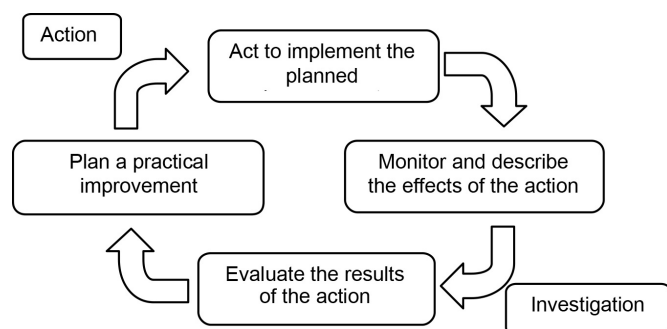 Action
Act to implement the
planned
Plan a practical
improvement
Monitor and describe
the effects of the action
Evaluate the results
of the action
Investigation